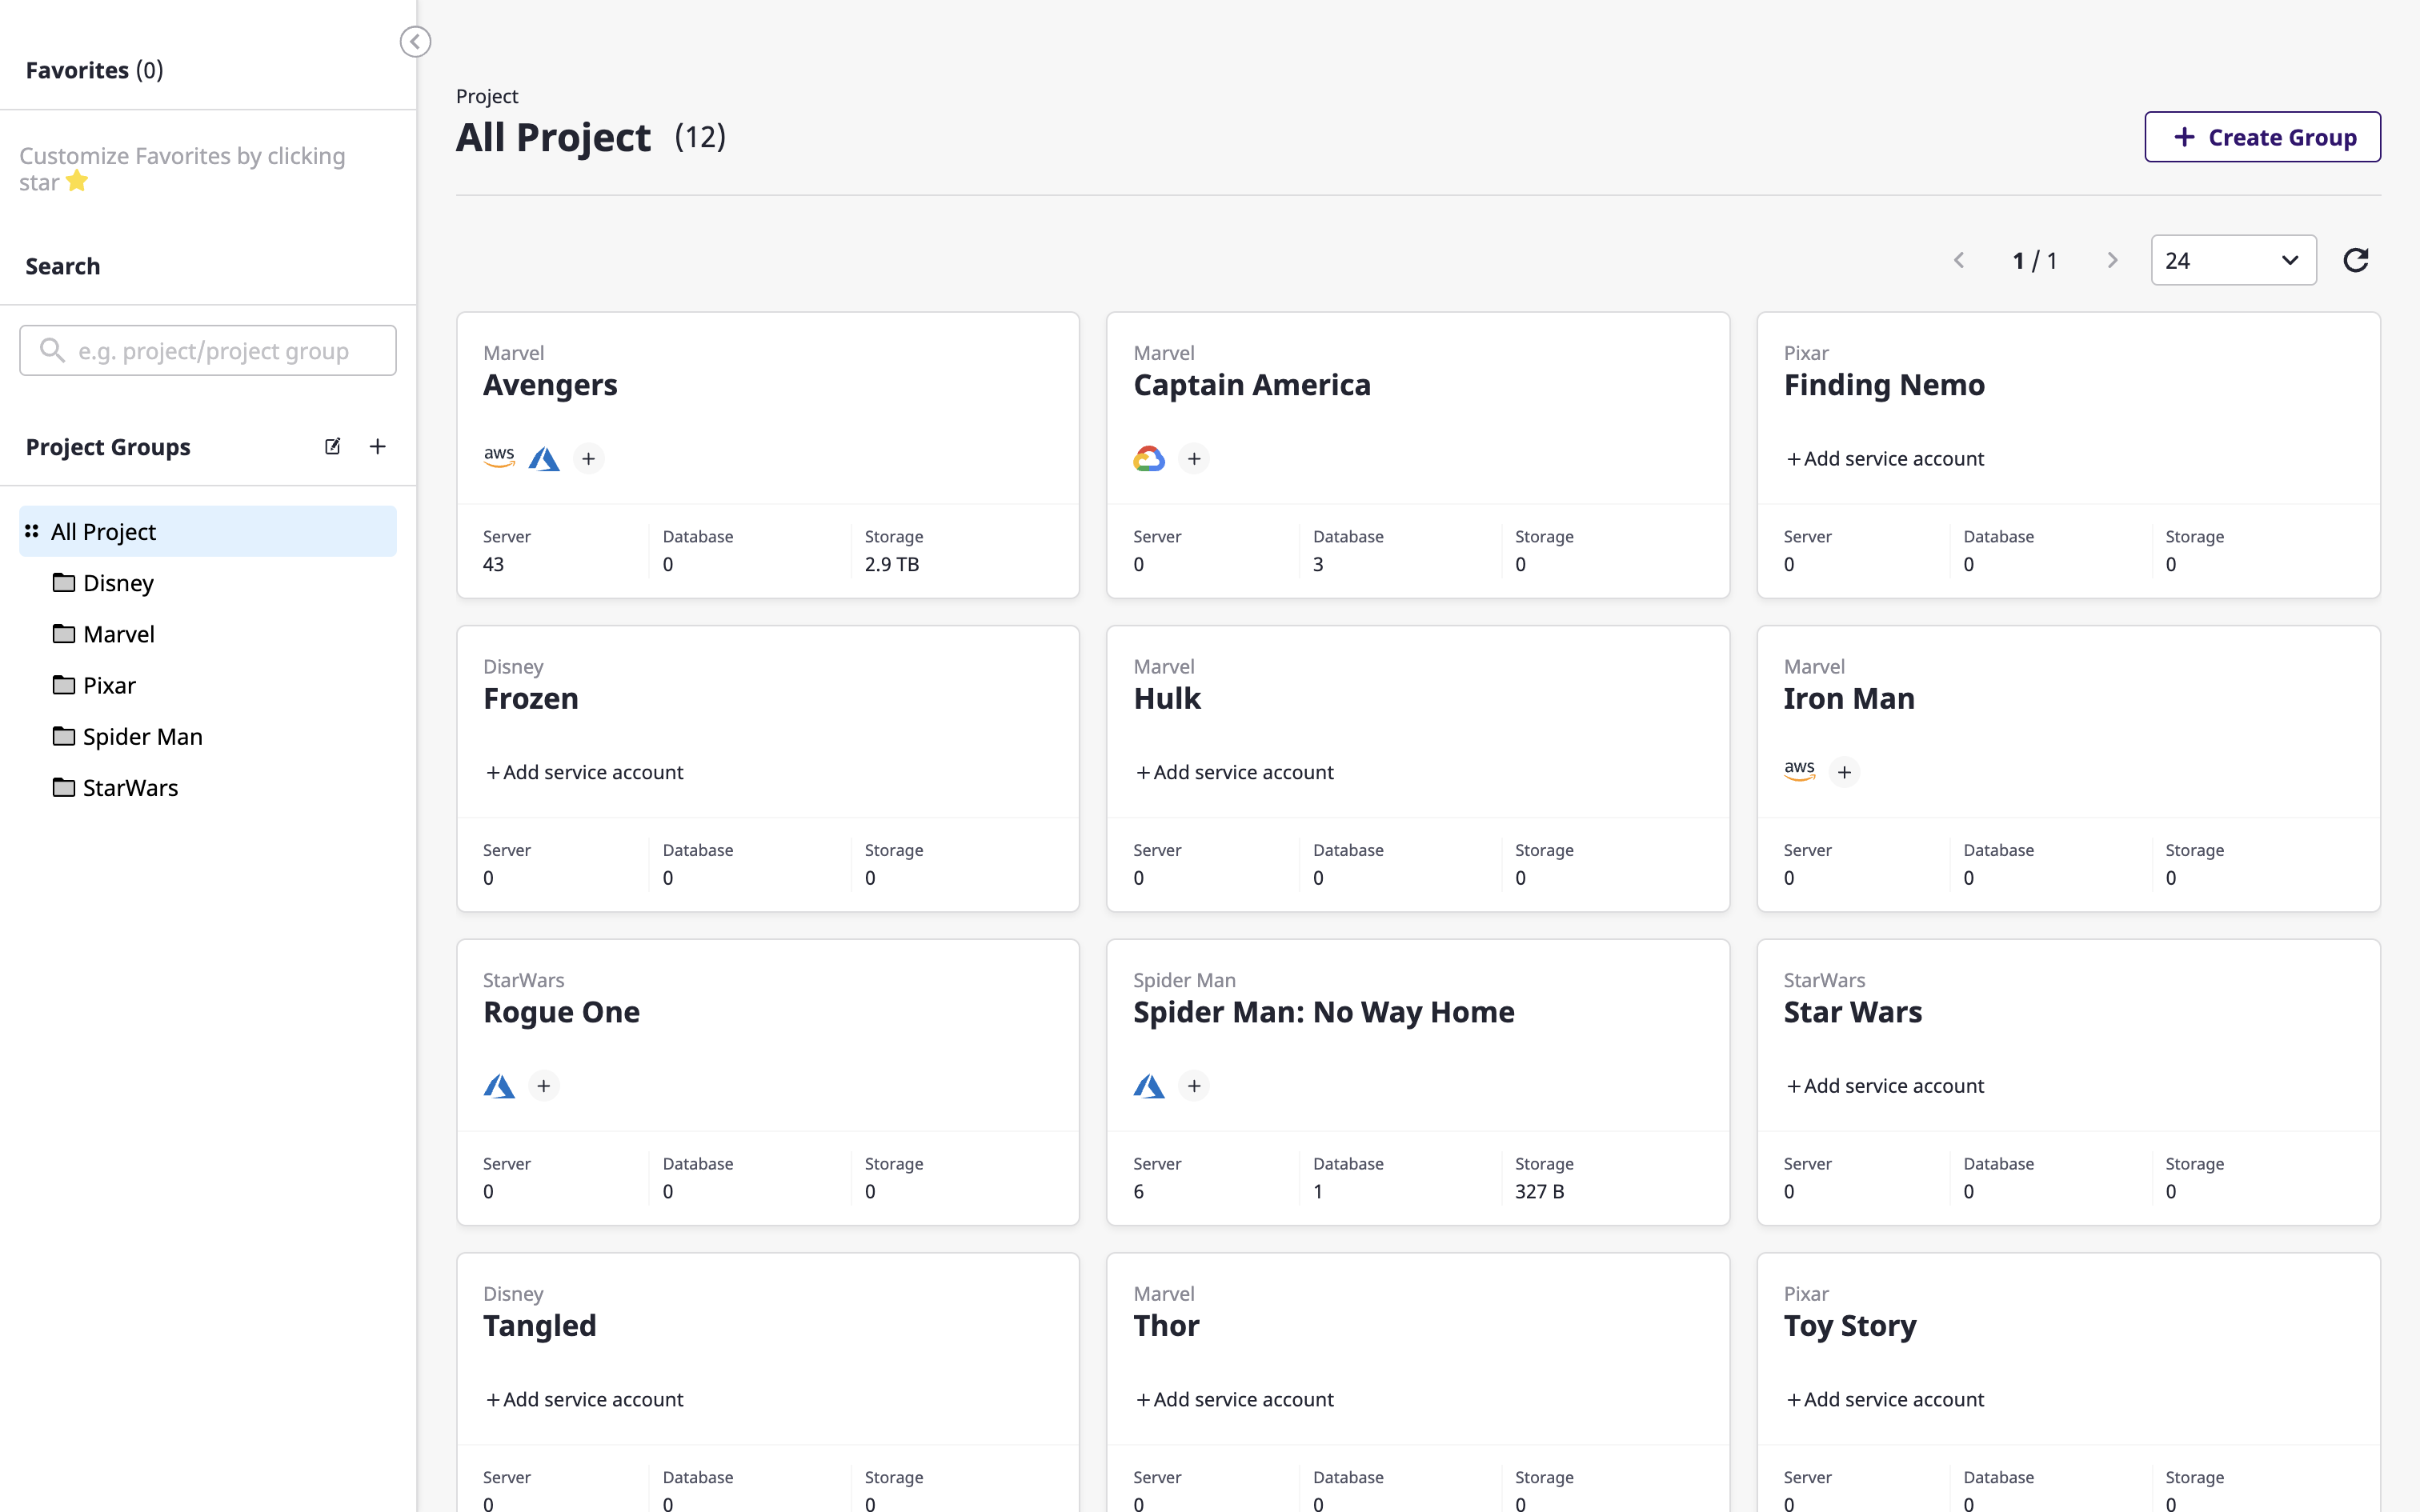 Favorites (0)
Customize Favorites by clicking
star
Search
e.g. project/project group
Project Groups
All Project
Disney
Marvel
Pixar
Spider Man
StarWars
Project
All Project (12)
+ Create Group
1 / 1
24
Marvel
Avengers
aws
+
Server Database Storage
43 0 2.9 TB
Marvel
Captain America
+
Server Database Storage
0 3 0
Pixar
Finding Nemo
+ Add service account
Server Database Storage
0 0 0
Disney
Frozen
+ Add service account
Server Database Storage
0 0 0
Marvel
Hulk
+ Add service account
Server Database Storage
0 0 0
Marvel
Iron Man
aws
+
Server Database Storage
0 0 0
StarWars
Rogue One
+
Server Database Storage
0 0 0
Spider Man
Spider Man: No Way Home
+
Server Database Storage
6 1 327 B
StarWars
Star Wars
+ Add service account
Server Database Storage
0 0 0
Disney
Tangled
+ Add service account
Server Database Storage
0 0 0
Marvel
Thor
+ Add service account
Server Database Storage
0 0 0
Pixar
Toy Story
+ Add service account
Server Database Storage
0 0 0